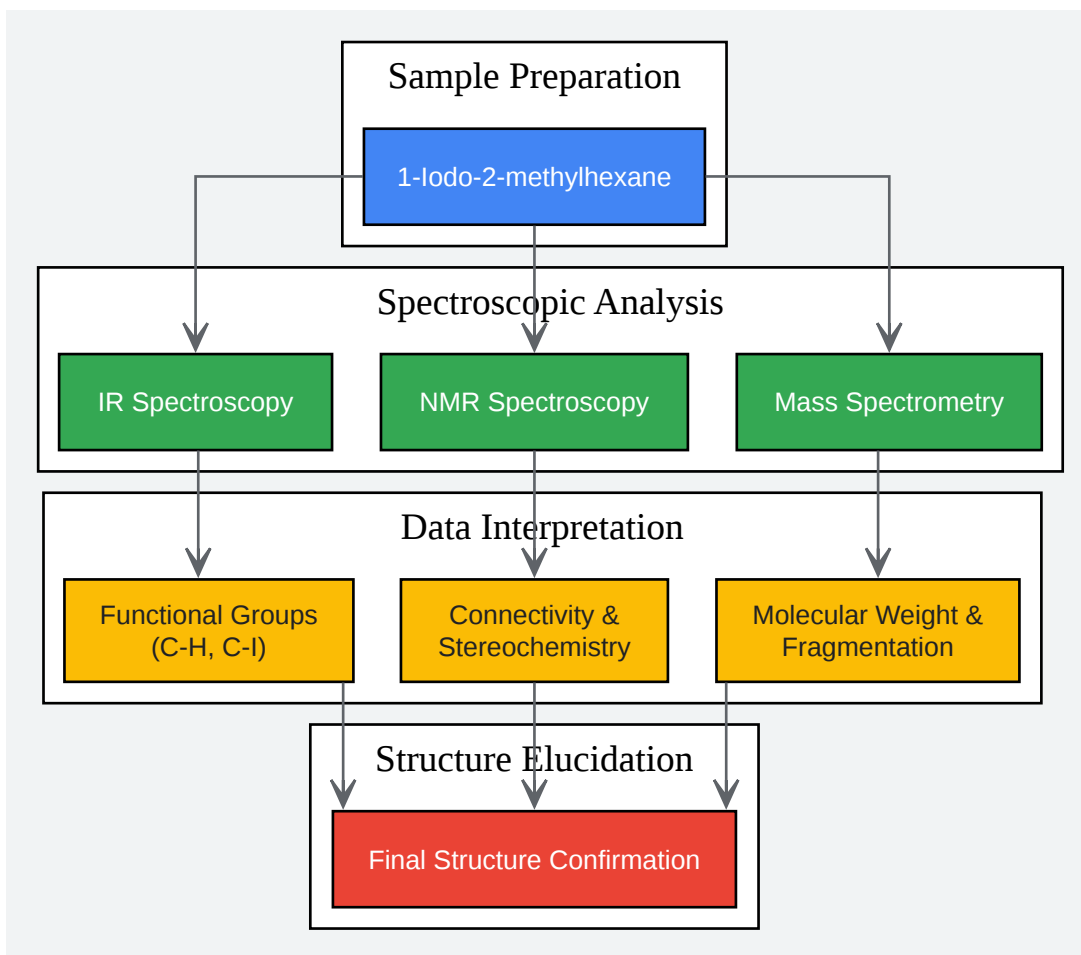 Sample Preparation
1-Iodo-2-methylhexane
Spectroscopic Analysis
IR Spectroscopy
NMR Spectroscopy
Mass Spectrometry
Data Interpretation
Functional Groups
(C-H, C-I)
Connectivity &
Stereochemistry
Molecular Weight &
Fragmentation
Structure Elucidation
Final Structure Confirmation